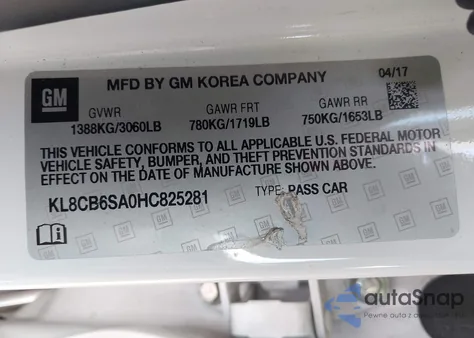 GM
MFD BY GM KOREA COMPANY 04/17
GVWR GAWR FRT GAWR RR
1388KG/3060LB 780KG/1719LB 750KG/1653LB
THIS VEHICLE CONFORMS TO ALL APPLICABLE U.S. FEDERAL MOTOR
VEHICLE SAFETY, BUMPER, AND THEFT PREVENTION STANDARDS IN
EFFECT ON THE DATE OF MANUFACTURE SHOWN ABOVE.
KL8CB6SA0HC825281 TYPE: PASS CAR
autoSnap